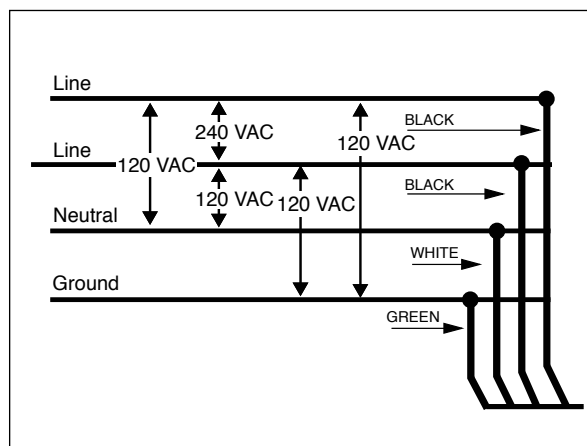 Line
BLACK
240 VAC
120 VAC
Line
120 VAC
BLACK
120 VAC
120 VAC
Neutral
WHITE
Ground
GREEN